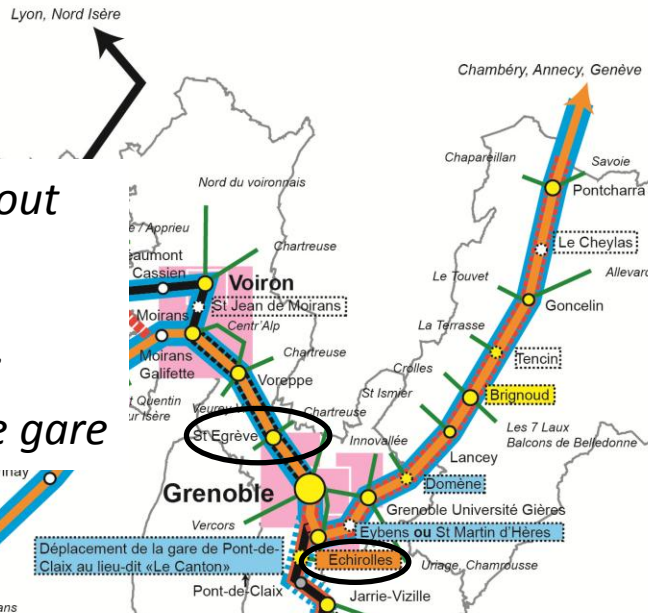 Lyon, Nord Isère
Chambéry, Annecy, Genève
out
e gare
Chapareillan
Savoie
Pontcharra
Nord du voironnais
Le Cheylas
/ Apprieu
Chartreuse
Cassien
Voiron
Le Touvet
Allevard
St Jean de Moirans
Goncelin
Moirans
Centr'Alp
La Terrasse
Moirans
Galifette
Chartreuse
Tencin
Voreppe
Crolles
St Ismier
Brignoud
Quentin
sur Isère
Chartreuse
Les 7 Laux
Balcons de Belledonne
St Egrève
Innovallée
Lancey
Grenoble
Domène
Grenoble Université Gières
Vercors
Eybens ou St Martin d'Hères
Déplacement de la gare de Pont-de-
Claix au lieu-dit «Le Canton»
Echirolles
Uriage, Chamrousse
Pont-de-Claix
Jarrie-Vizille